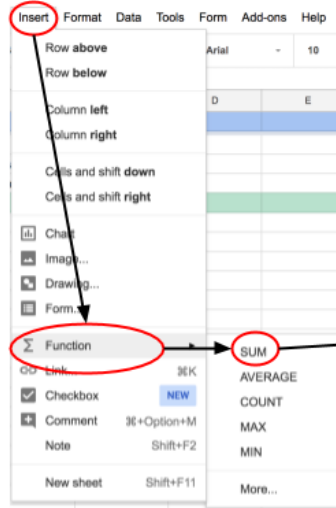 Insert Format Data Tools Form Add-ons Help
Arial 10
Row above
Row below
D E
Column left
Column right
Cells and shift down
Cells and shift right
Chart
Image...
Drawing...
Form...
Function
SUM
Link... ⌘K
AVERAGE
Checkbox NEW
COUNT
Comment ⌘+Option+M
MAX
Note Shift+F2
MIN
New sheet Shift+F11
More...